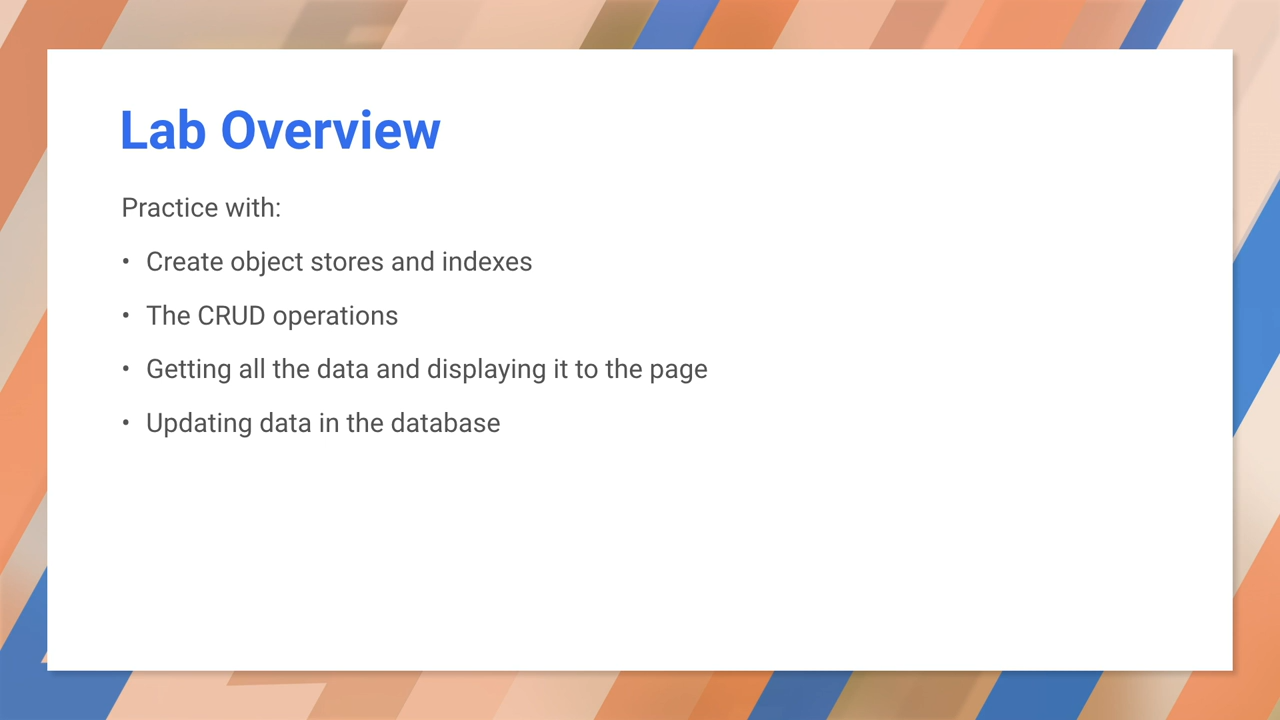 Lab Overview
Practice with:
• Create object stores and indexes
• The CRUD operations
• Getting all the data and displaying it to the page
• Updating data in the database